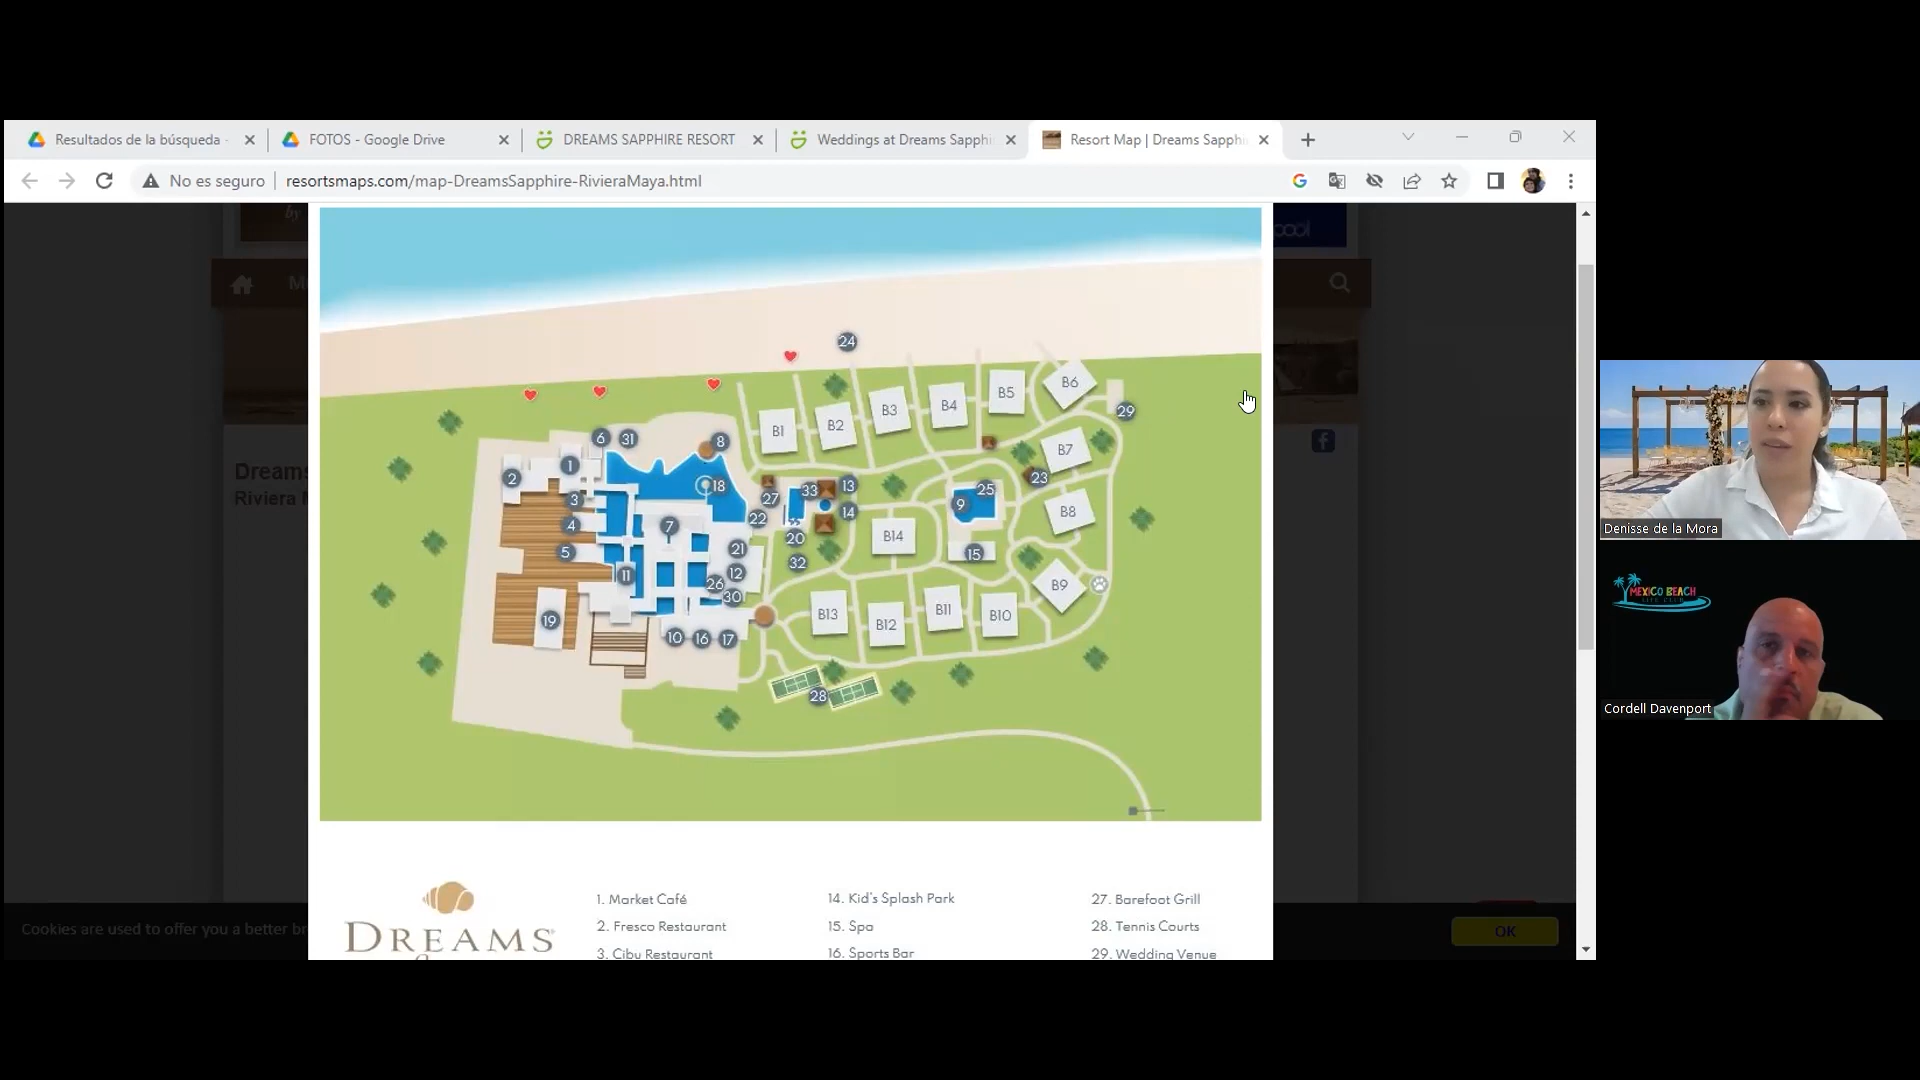 Resultados de la búsqueda -
FOTOS - Google Drive
DREAMS SAPPHIRE RESORT
Weddings at Dreams Sapphi
Resort Map | Dreams Sapphi
No es seguro
resortsmaps.com/map-DreamsSapphire-RivieraMaya.html
by
cool
M
Dreams
Riviera M
24
B6
B5
B4
B3
B2
B1
29
6
31
8
B7
1
2
18
33
13
25
23
3
27
14
9
B8
4
7
22
20
B14
5
21
32
15
11
12
26
30
B9
19
B13
B12
B11
B10
10
16
17
28
DREAMS
1. Market Café
2. Fresco Restaurant
3. Cibu Restaurant
14. Kid's Splash Park
15. Spa
16. Sports Bar
27. Barefoot Grill
28. Tennis Courts
29. Wedding Venue
Cookies are used to offer you a better br
OK
Denisse de la Mora
MEXICO BEACH
Cordell Davenport